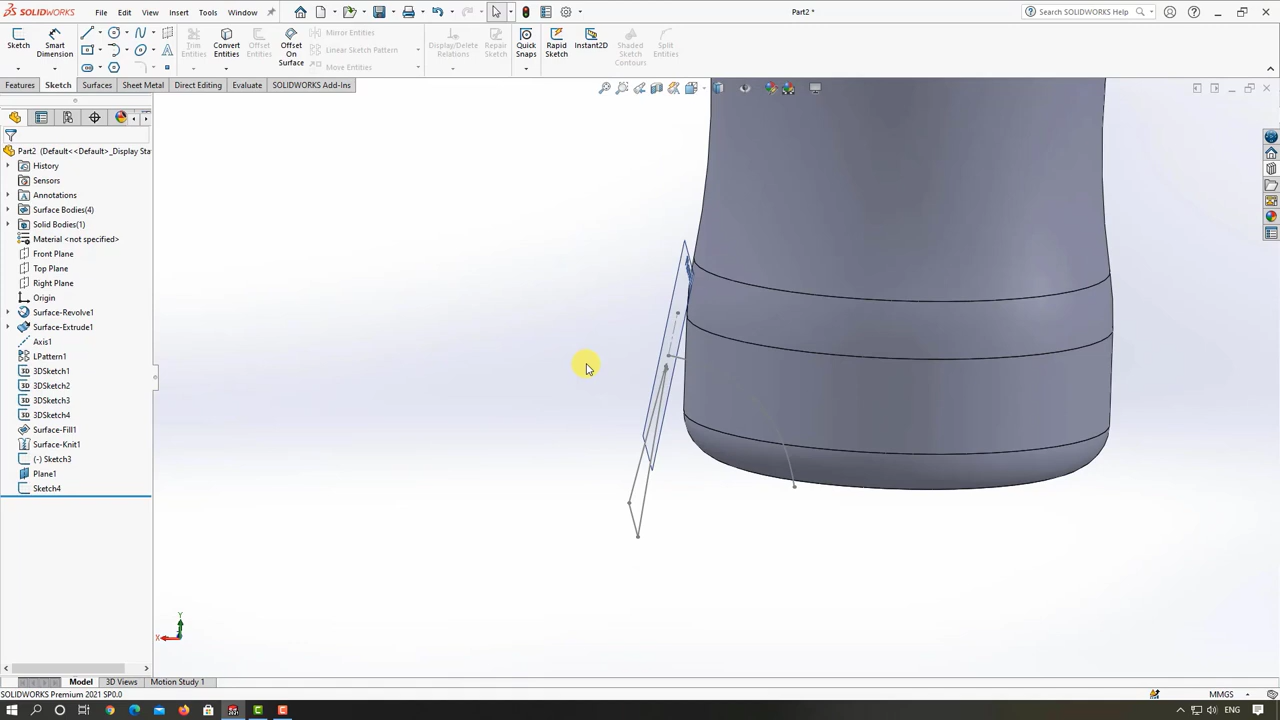 SOLIDWORKS File Edit View Insert Tools Window Part2 * Search SOLIDWORKS Help
Sketch Smart Dimension Trim Entities Convert Entities Offset Entities Offset On Surface Mirror Entities Linear Sketch Pattern Move Entities Display/Delete Relations Repair Sketch Quick Snaps Rapid Sketch Instant2D Shaded Sketch Contours Split Entities
Features Sketch Surfaces Sheet Metal Direct Editing Evaluate SOLIDWORKS Add-Ins
Part2 (Default<<Default>_Display Sta
History
Sensors
Annotations
Surface Bodies(4)
Solid Bodies(1)
Material <not specified>
Front Plane
Top Plane
Right Plane
Origin
Surface-Revolve1
Surface-Extrude1
Axis1
LPattern1
3D 3DSketch1
3D 3DSketch2
3D 3DSketch3
3D 3DSketch4
Surface-Fill1
Surface-Knit1
(-) Sketch3
Plane1
Sketch4
Y
X
Model 3D Views Motion Study 1
SOLIDWORKS Premium 2021 SP0.0 MMGS
ENG